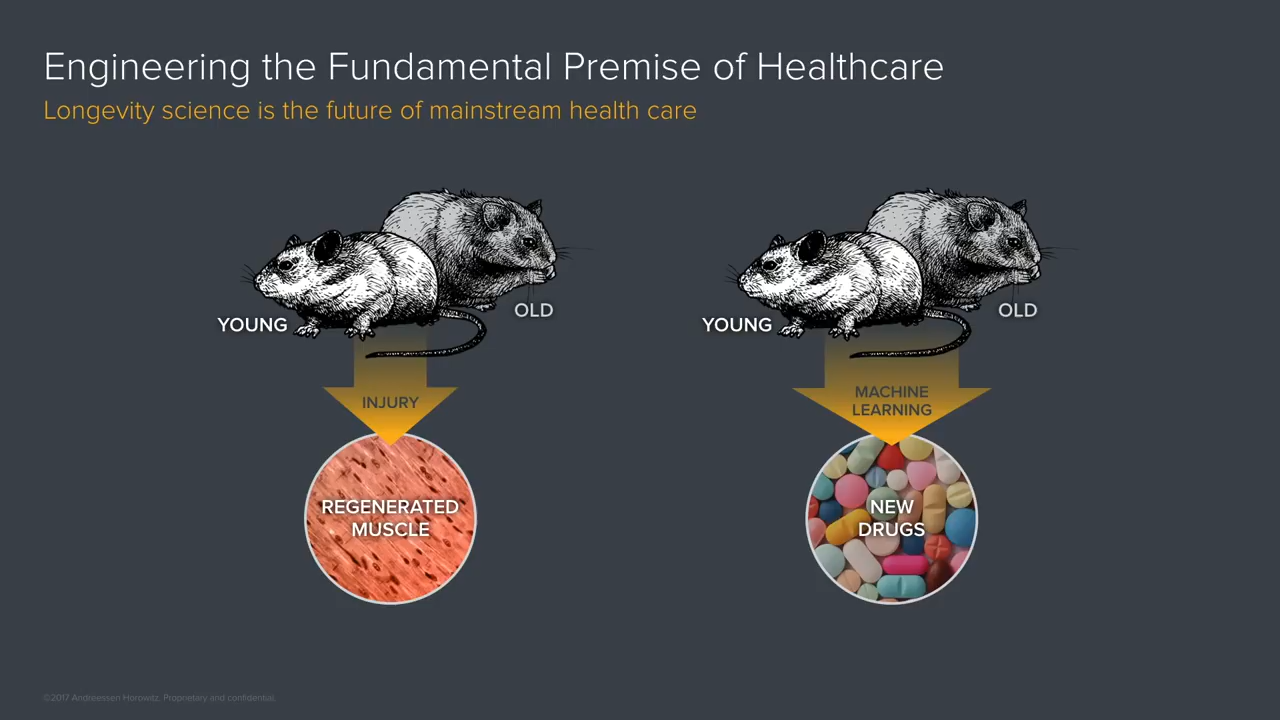 Engineering the Fundamental Premise of Healthcare
Longevity science is the future of mainstream health care
YOUNG
OLD
INJURY
REGENERATED
MUSCLE
YOUNG
OLD
MACHINE
LEARNING
NEW
DRUGS
©2017 Andreessen Horowitz. Proprietary and confidential.